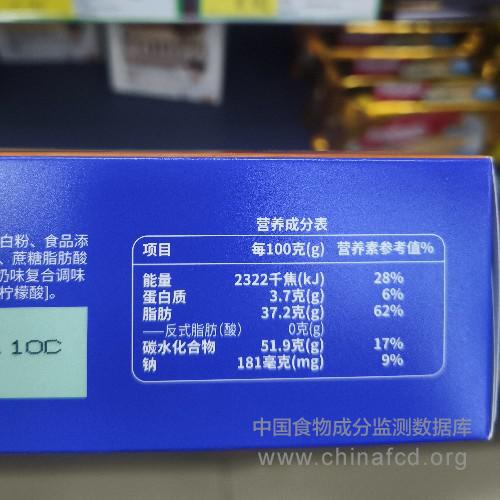 营养成分表
项目 每100克(g) 营养素参考值%
能量 2322千焦(kJ) 28%
蛋白质 3.7克(g) 6%
脂肪 37.2克(g) 62%
——反式脂肪(酸) 0克(g)
碳水化合物 51.9克(g) 17%
钠 181毫克(mg) 9%
白粉、食品添
、蔗糖脂肪酸
奶味复合调味
柠檬酸]。
10C
中国食物成分监测数据库
www.chinafcd.org